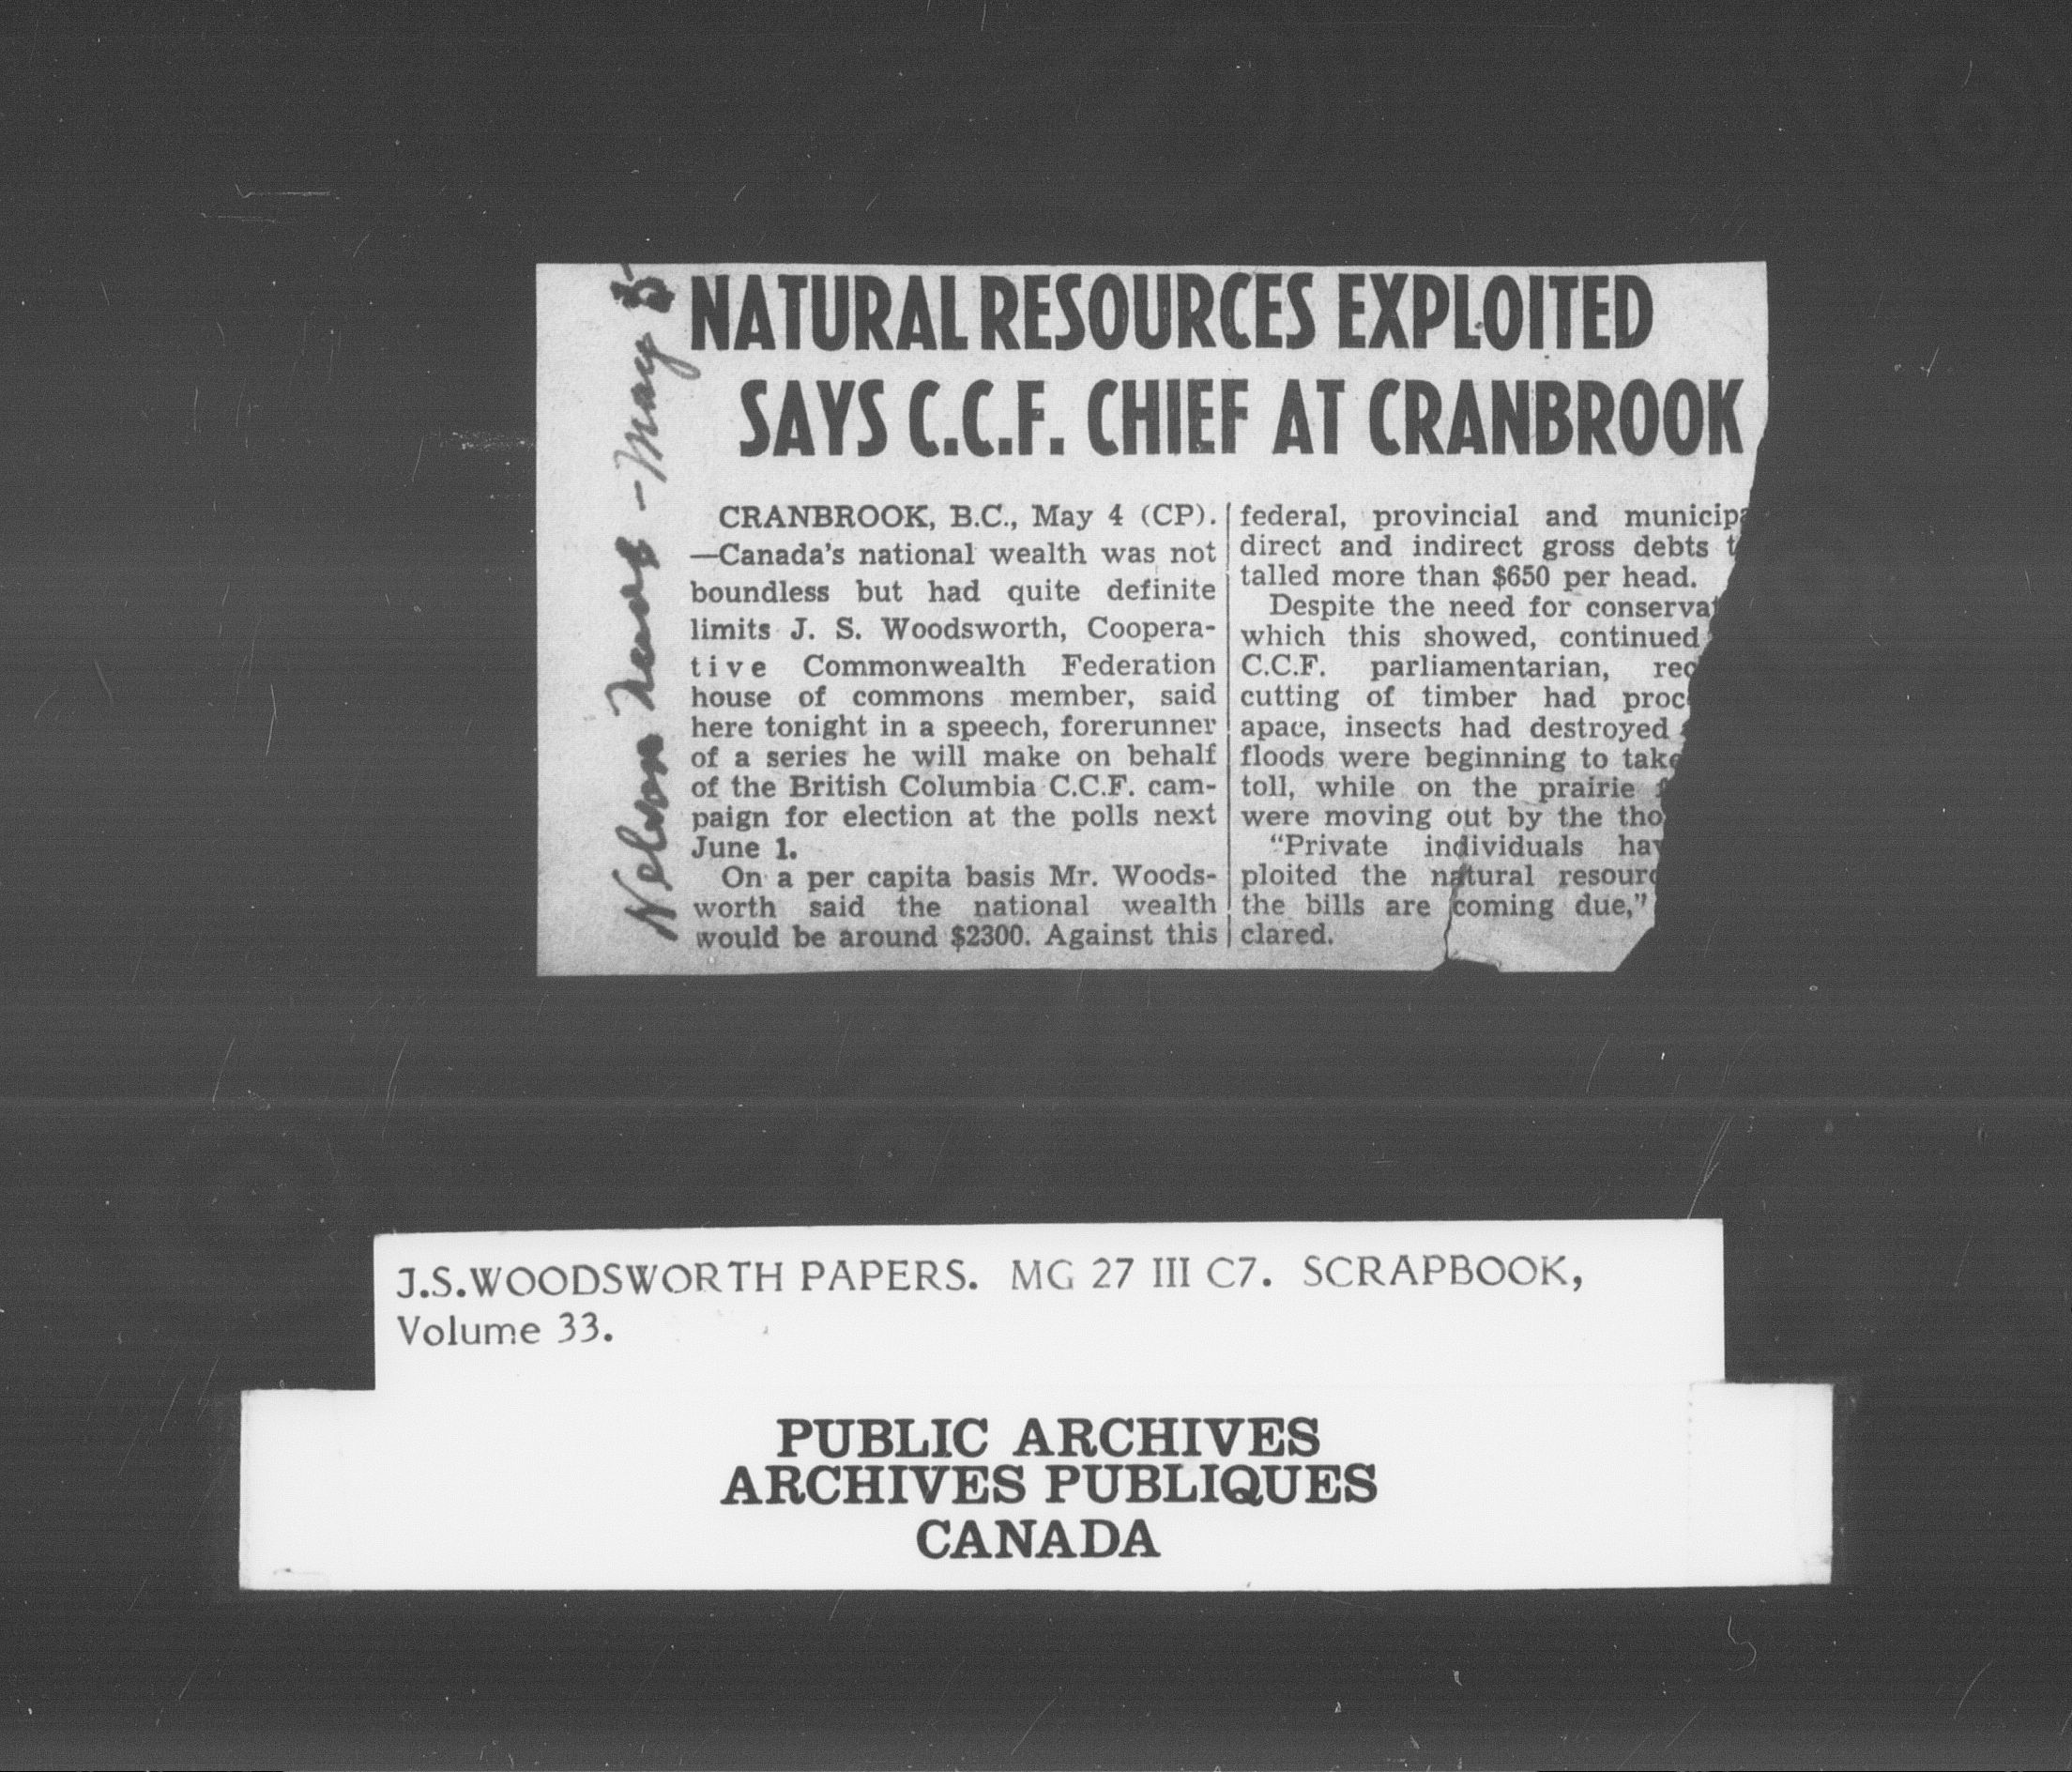 Nelson News - May 5
NATURAL RESOURCES EXPLOITED
SAYS C.C.F. CHIEF AT CRANBROOK
CRANBROOK, B.C., May 4 (CP).
—Canada's national wealth was not
boundless but had quite definite
limits J. S. Woodsworth, Coopera-
tive Commonwealth Federation
house of commons member, said
here tonight in a speech, forerunner
of a series he will make on behalf
of the British Columbia C.C.F. cam-
paign for election at the polls next
June 1.
On a per capita basis Mr. Woods-
worth said the national wealth
would be around $2300. Against this
federal, provincial and municipa
direct and indirect gross debts t
talled more than $650 per head.
Despite the need for conservat
which this showed, continued
C.C.F. parliamentarian, rec
cutting of timber had proc
apace, insects had destroyed
floods were beginning to take
toll, while on the prairie
were moving out by the tho
"Private individuals hav
ploited the natural resourc
the bills are coming due,"
clared.
J.S.WOODSWORTH PAPERS. MG 27 III C7. SCRAPBOOK,
Volume 33.
PUBLIC ARCHIVES
ARCHIVES PUBLIQUES
CANADA